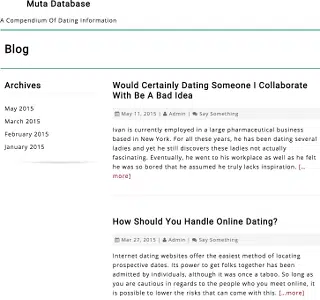 Muta Database
A Compendium Of Dating Information
Blog
Archives
May 2015
March 2015
February 2015
January 2015
Would Certainly Dating Someone I Collaborate
With Be A Bad Idea
May 11, 2015 | Admin | Say Something
Ivan is currently employed in a large pharmaceutical business
based in New York. For all these years, he has been dating several
ladies and yet he still discovers these ladies not actually
fascinating. Eventually, he went to his workplace as well as he felt
he was so bored that he assumed he truly lacks inspiration. [...
more]
How Should You Handle Online Dating?
Mar 27, 2015 | Admin | Say Something
Internet dating websites offer the easiest method of locating
prospective dates. Its power to get folks together has been
admitted by individuals, although it was once a taboo. So long as
you are cautious in regards to the people who you meet online, it
is possible to lower the risks that can come with this. [...more]